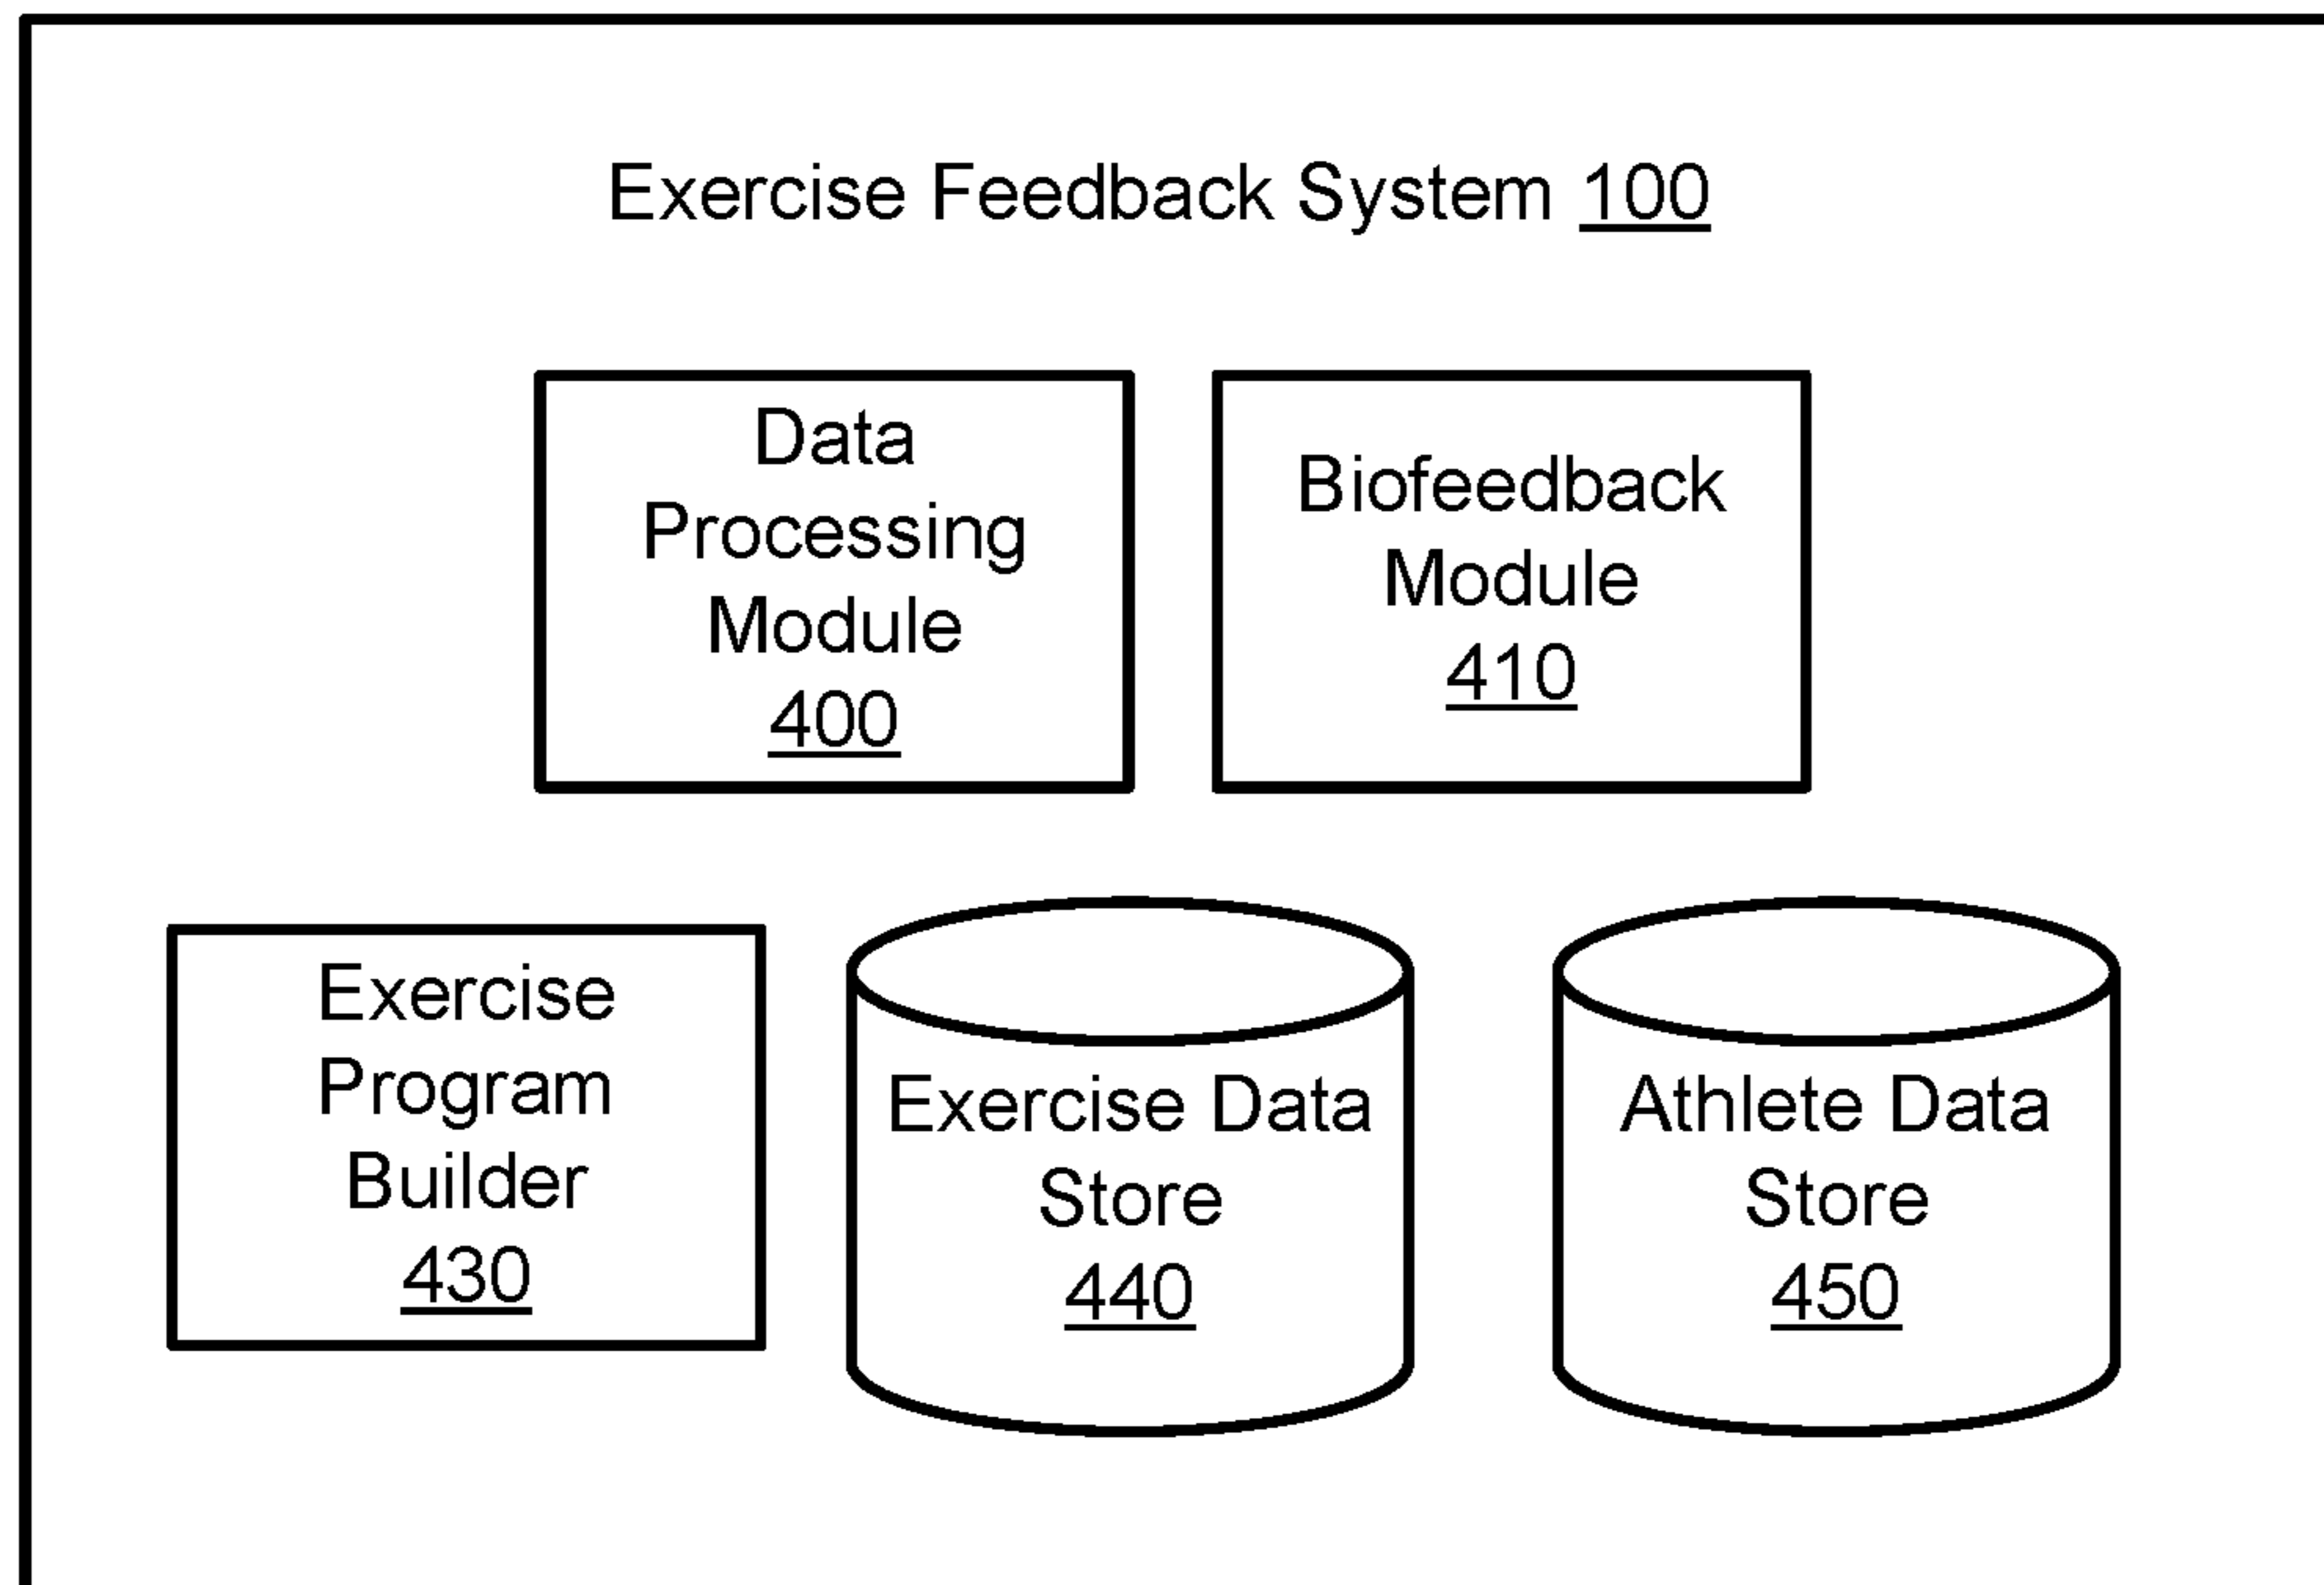 Exercise Feedback System 100
Data
Processing
Module
400
Biofeedback
Module
410
Exercise
Program
Builder
430
Exercise Data
Store
440
Athlete Data
Store
450